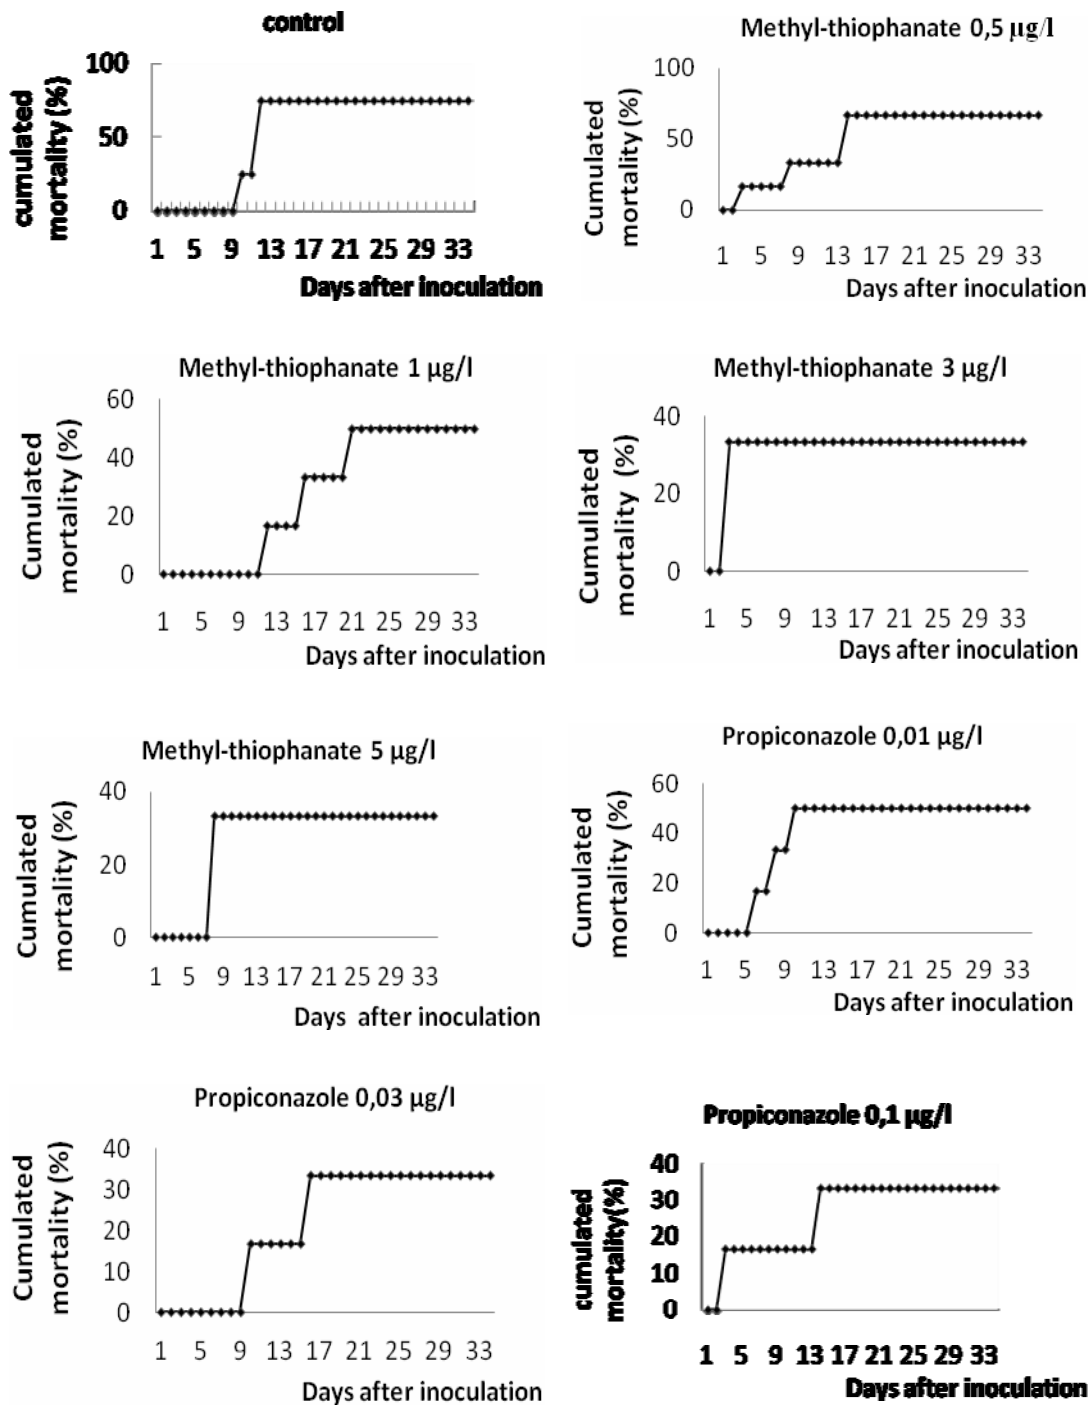 control
cumulated
mortality (%)
100
50
0
1 5 9 13 17 21 25 29 33
Days after inoculation
Methyl-thiophanate 0,5 µg/l
Cumulated
mortality (%)
100
50
0
1 5 9 13 17 21 25 29 33
Days after inoculation
Methyl-thiophanate 1 µg/l
Cumulated
mortality (%)
60
40
20
0
1 5 9 13 17 21 25 29 33
Days after inoculation
Methyl-thiophanate 3 µg/l
Cumullated
mortality (%)
40
20
0
1 5 9 13 17 21 25 29 33
Days after inoculation
Methyl-thiophanate 5 µg/l
Cumulated
mortality (%)
40
20
0
1 5 9 13 17 21 25 29 33
Days after inoculation
Propiconazole 0,01 µg/l
Cumulated
mortality (%)
60
40
20
0
1 5 9 13 17 21 25 29 33
Days after inoculation
Propiconazole 0,03 µg/l
Cumulated
mortality (%)
40
30
20
10
0
1 5 9 13 17 21 25 29 33
Days after inoculation
Propiconazole 0,1 µg/l
cumulated
mortality(%)
40
30
20
10
0
1 5 9 13 17 21 25 29 33
Days after inoculation